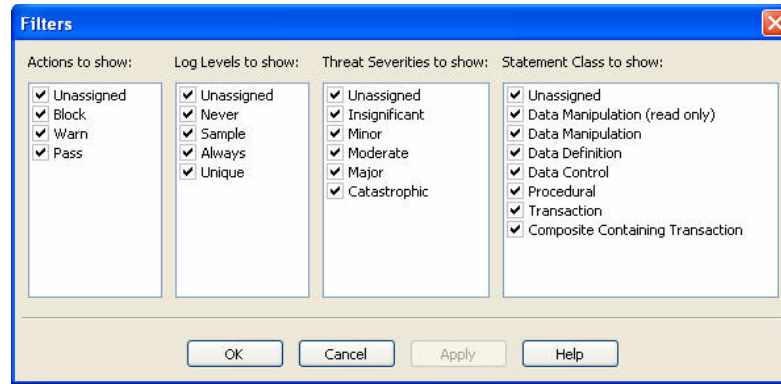 Filters
Actions to show:
Unassigned
Block
Warn
Pass
Log Levels to show:
Unassigned
Never
Sample
Always
Unique
Threat Severities to show:
Unassigned
Insignificant
Minor
Moderate
Major
Catastrophic
Statement Class to show:
Unassigned
Data Manipulation (read only)
Data Manipulation
Data Definition
Data Control
Procedural
Transaction
Composite Containing Transaction
OK
Cancel
Apply
Help